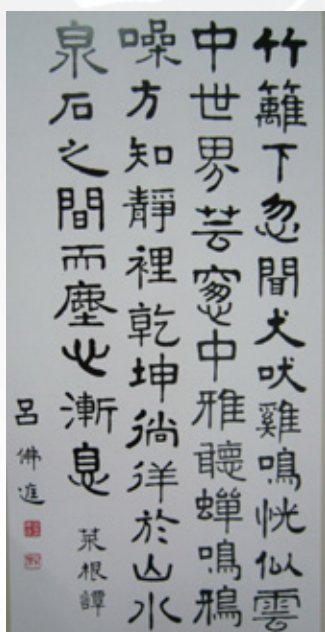 竹籬下忽聞犬吠雞鳴恍似雲
中世界芸窓中雅聽蟬鳴鴉
噪方知靜裡乾坤徜徉於山水
泉石之間而塵心漸息
菜根譚
呂佛進